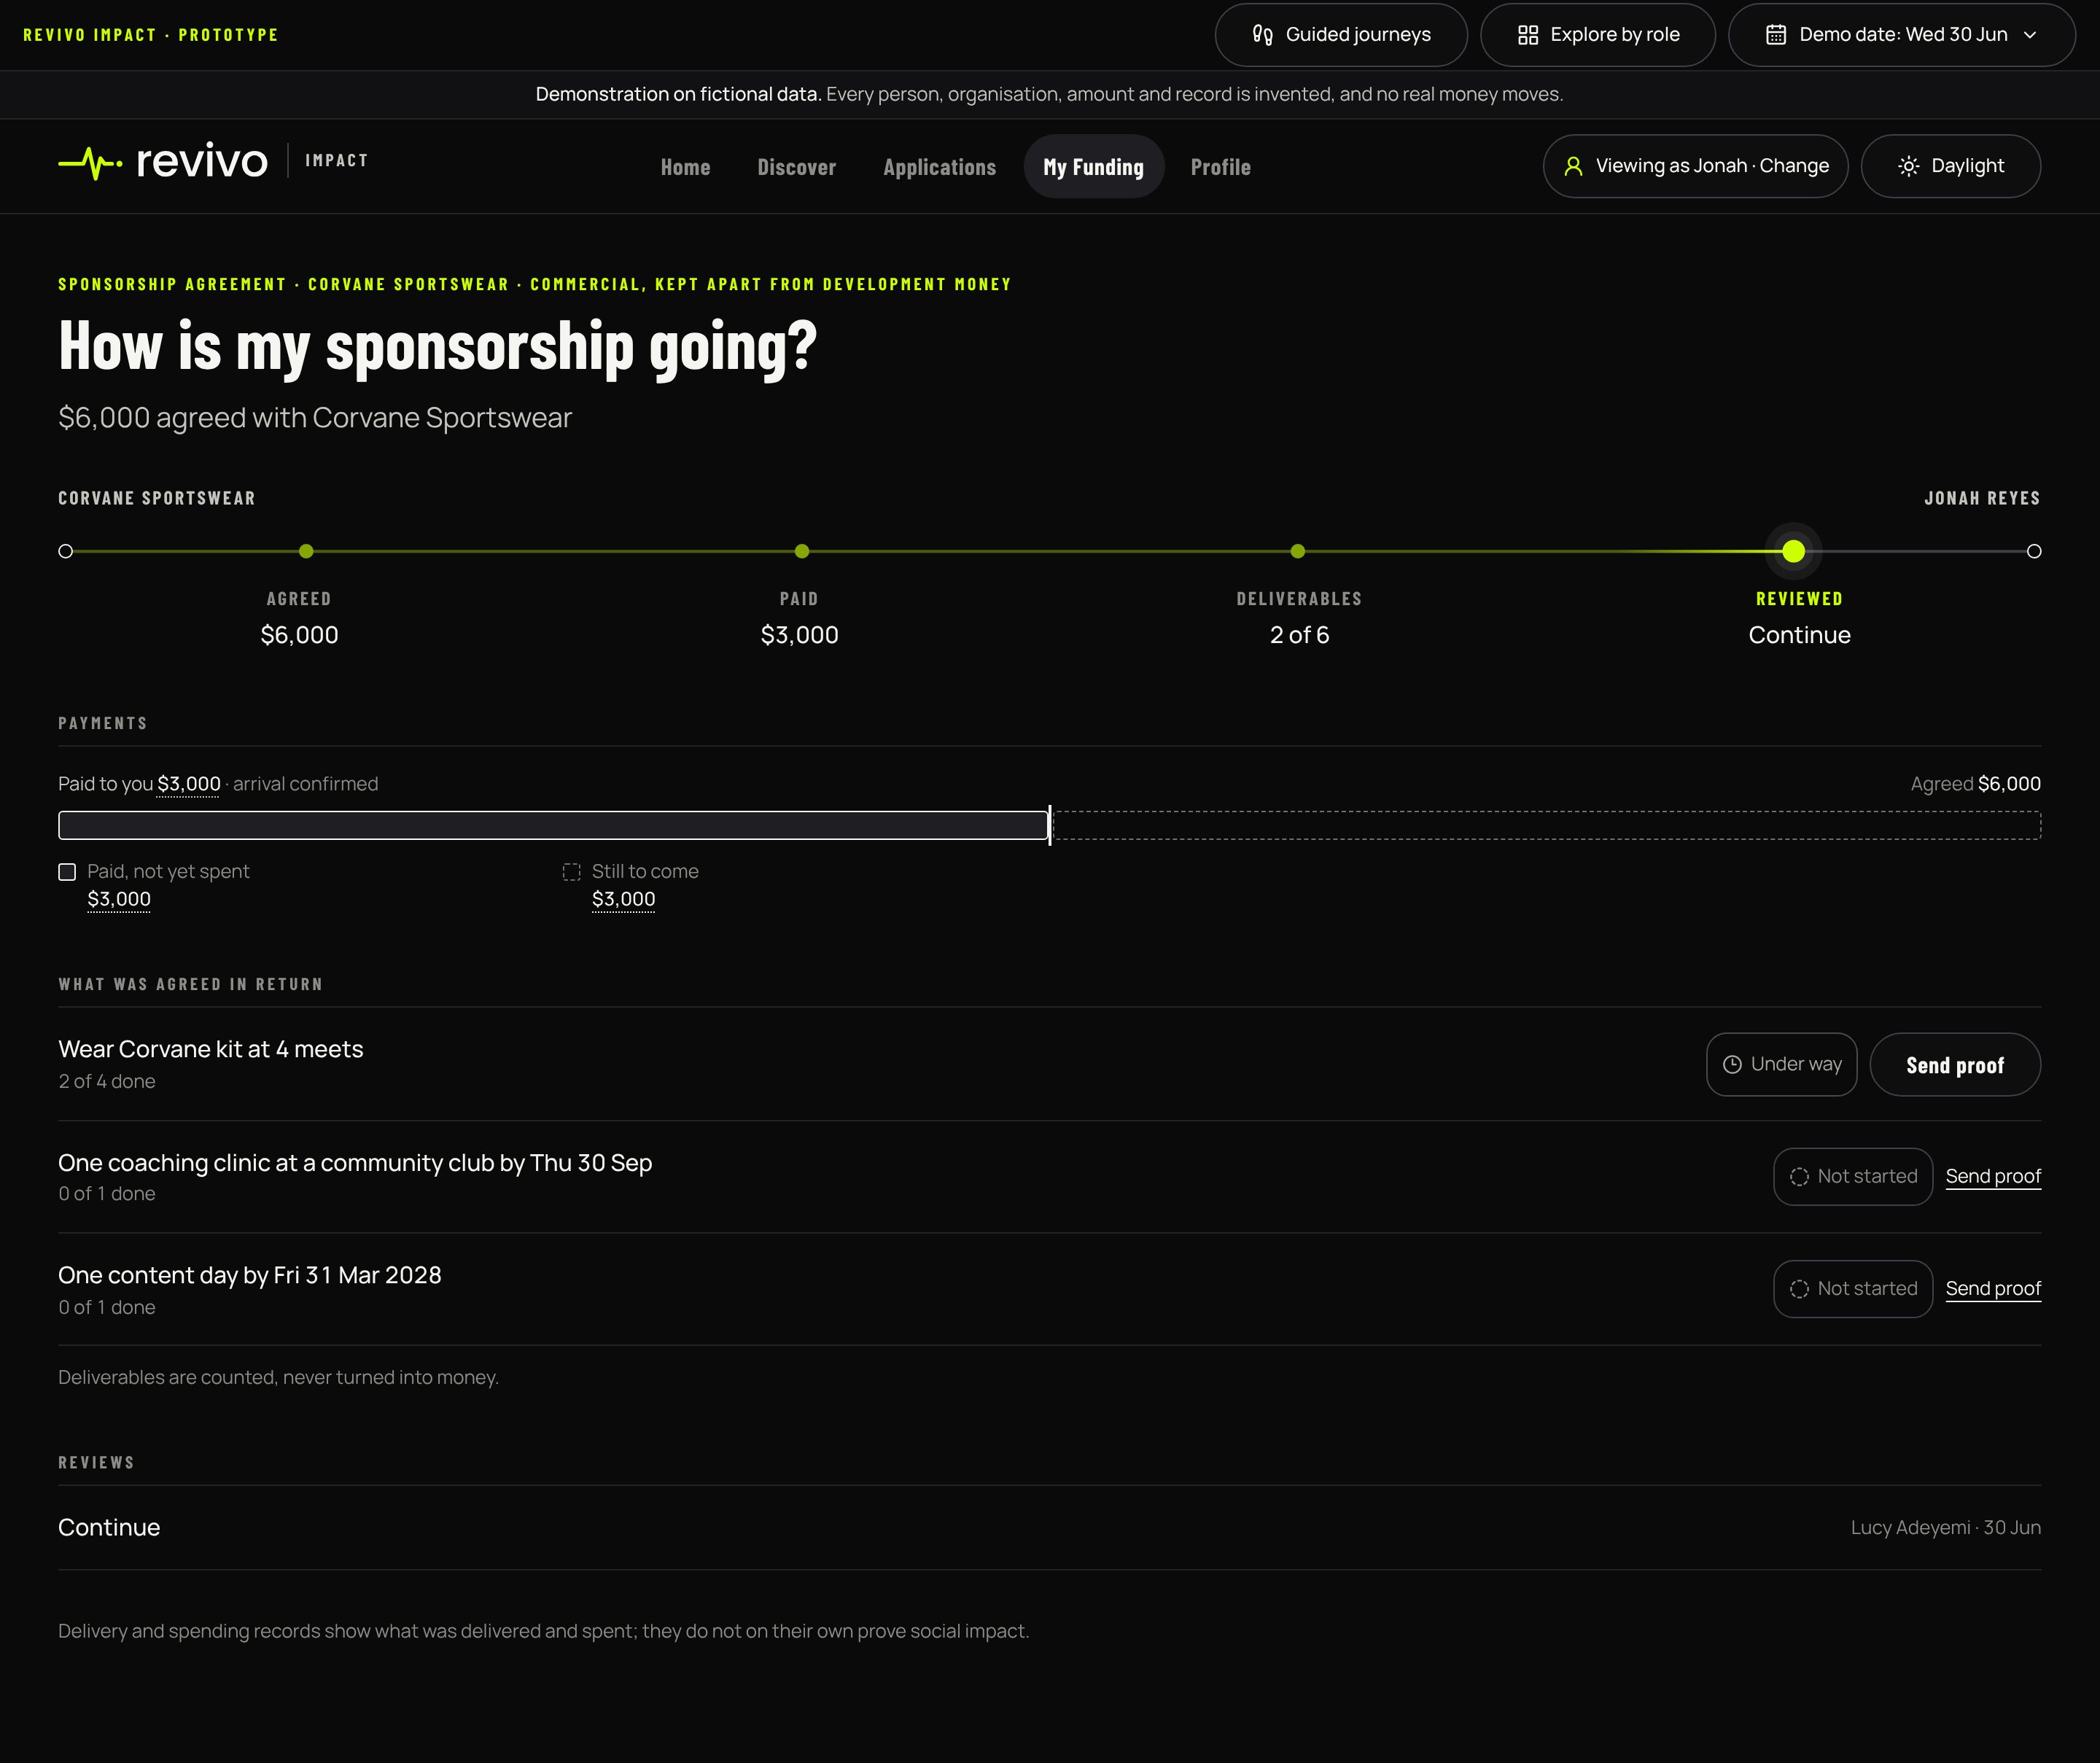 REVIVO IMPACT · PROTOTYPE
Guided journeys
Explore by role
Demo date: Wed 30 Jun
Demonstration on fictional data. Every person, organisation, amount and record is invented, and no real money moves.
revivo
IMPACT
Home
Discover
Applications
My Funding
Profile
Viewing as Jonah · Change
Daylight
SPONSORSHIP AGREEMENT · CORVANE SPORTSWEAR · COMMERCIAL, KEPT APART FROM DEVELOPMENT MONEY
How is my sponsorship going?
$6,000 agreed with Corvane Sportswear
CORVANE SPORTSWEAR
JONAH REYES
AGREED
$6,000
PAID
$3,000
DELIVERABLES
2 of 6
REVIEWED
Continue
PAYMENTS
Paid to you $3,000 · arrival confirmed
Agreed $6,000
Paid, not yet spent
$3,000
Still to come
$3,000
WHAT WAS AGREED IN RETURN
Wear Corvane kit at 4 meets
2 of 4 done
Under way
Send proof
One coaching clinic at a community club by Thu 30 Sep
0 of 1 done
Not started
Send proof
One content day by Fri 31 Mar 2028
0 of 1 done
Not started
Send proof
Deliverables are counted, never turned into money.
REVIEWS
Continue
Lucy Adeyemi · 30 Jun
Delivery and spending records show what was delivered and spent; they do not on their own prove social impact.